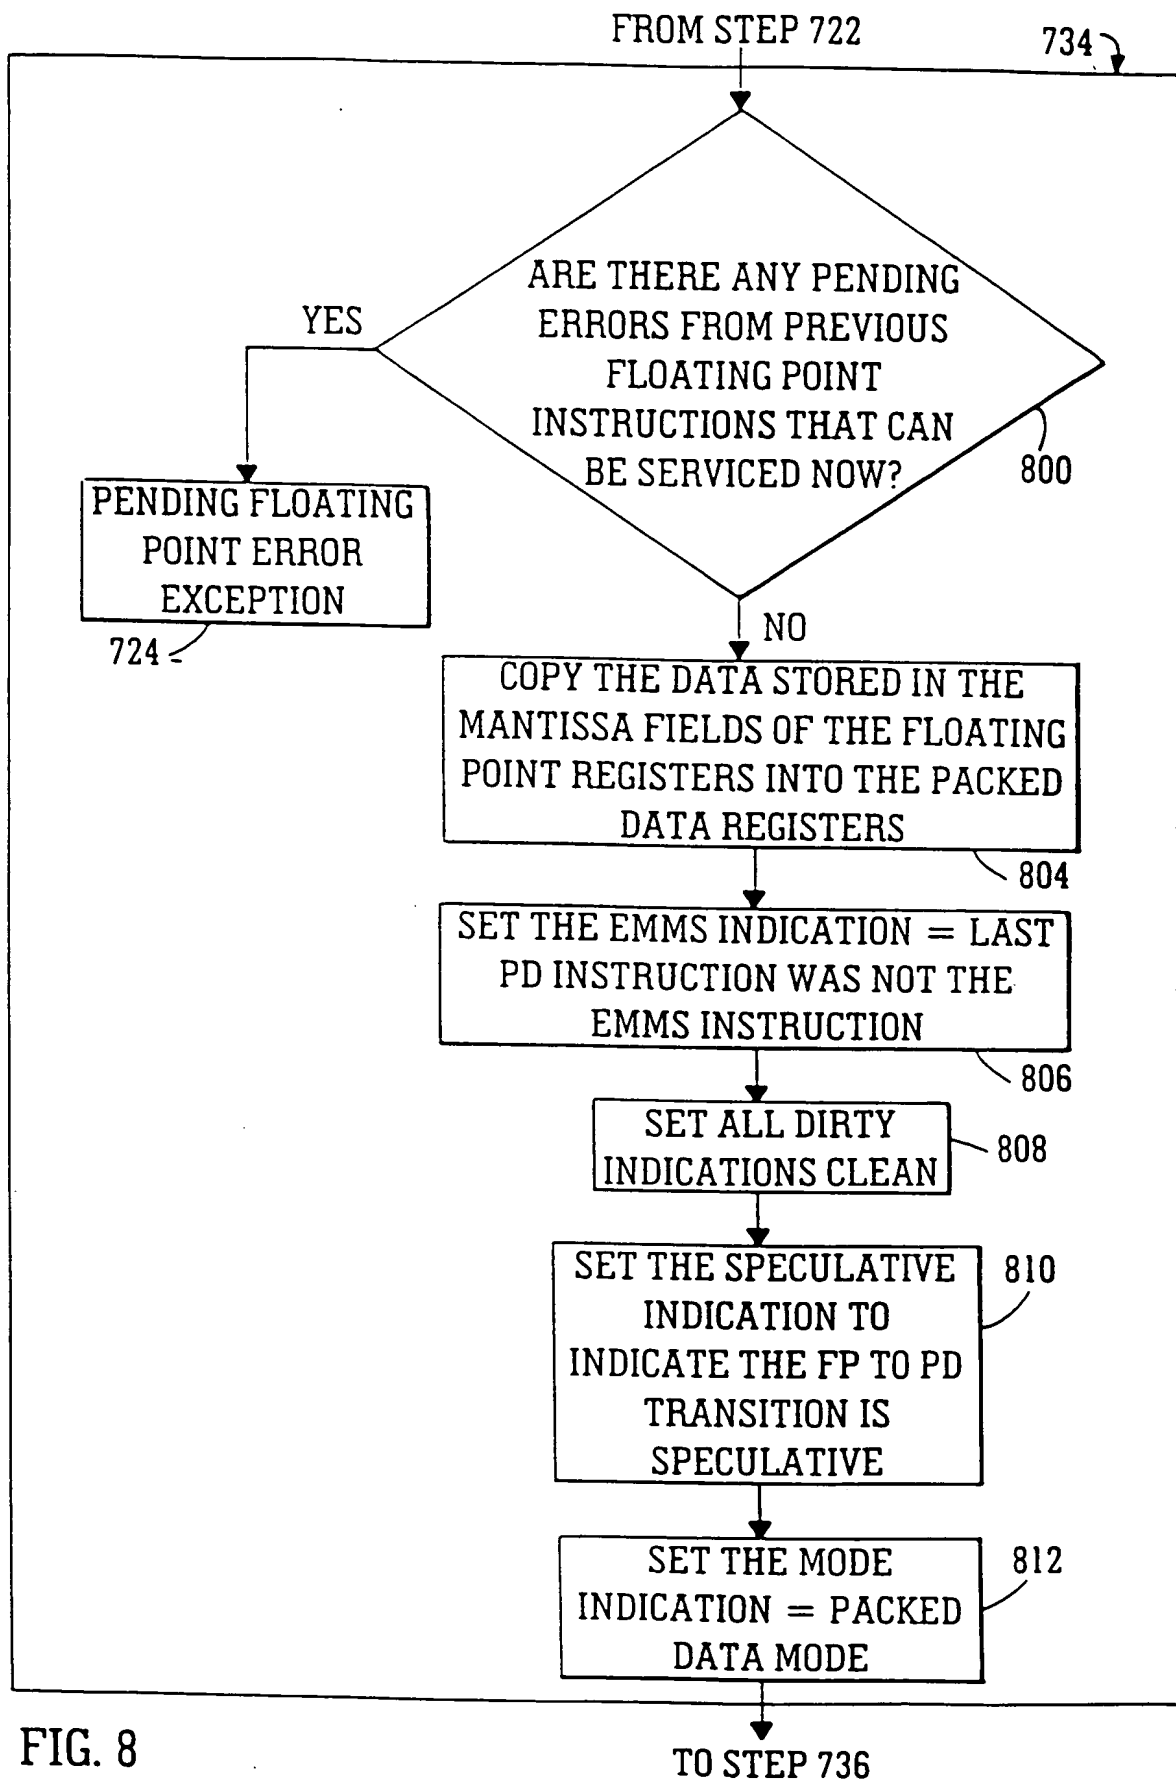 FROM STEP 722
734
ARE THERE ANY PENDING
ERRORS FROM PREVIOUS
FLOATING POINT
INSTRUCTIONS THAT CAN
BE SERVICED NOW?
800
YES
PENDING FLOATING
POINT ERROR
EXCEPTION
724
NO
COPY THE DATA STORED IN THE
MANTISSA FIELDS OF THE FLOATING
POINT REGISTERS INTO THE PACKED
DATA REGISTERS
804
SET THE EMMS INDICATION = LAST
PD INSTRUCTION WAS NOT THE
EMMS INSTRUCTION
806
SET ALL DIRTY
INDICATIONS CLEAN
808
SET THE SPECULATIVE
INDICATION TO
INDICATE THE FP TO PD
TRANSITION IS
SPECULATIVE
810
SET THE MODE
INDICATION = PACKED
DATA MODE
812
FIG. 8
TO STEP 736